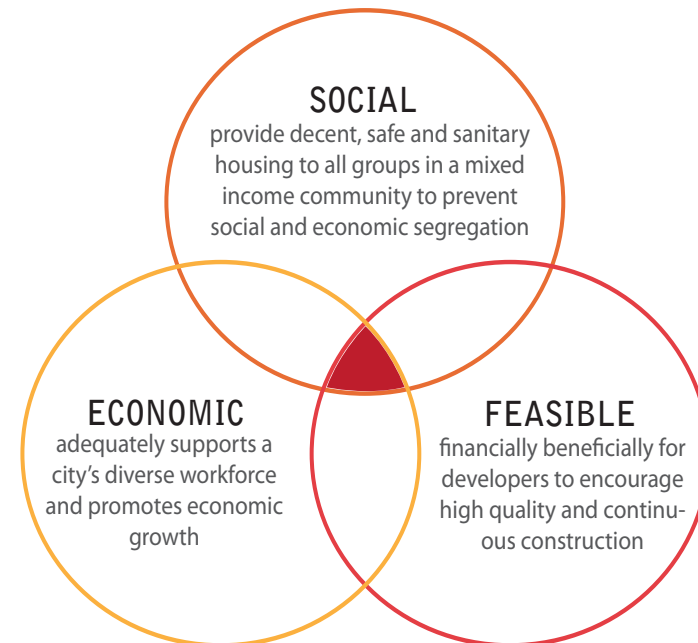 SOCIAL
provide decent, safe and sanitary
housing to all groups in a mixed
income community to prevent
social and economic segregation
ECONOMIC
adequately supports a
city's diverse workforce
and promotes economic
growth
FEASIBLE
financially beneficially for
developers to encourage
high quality and continu-
ous construction